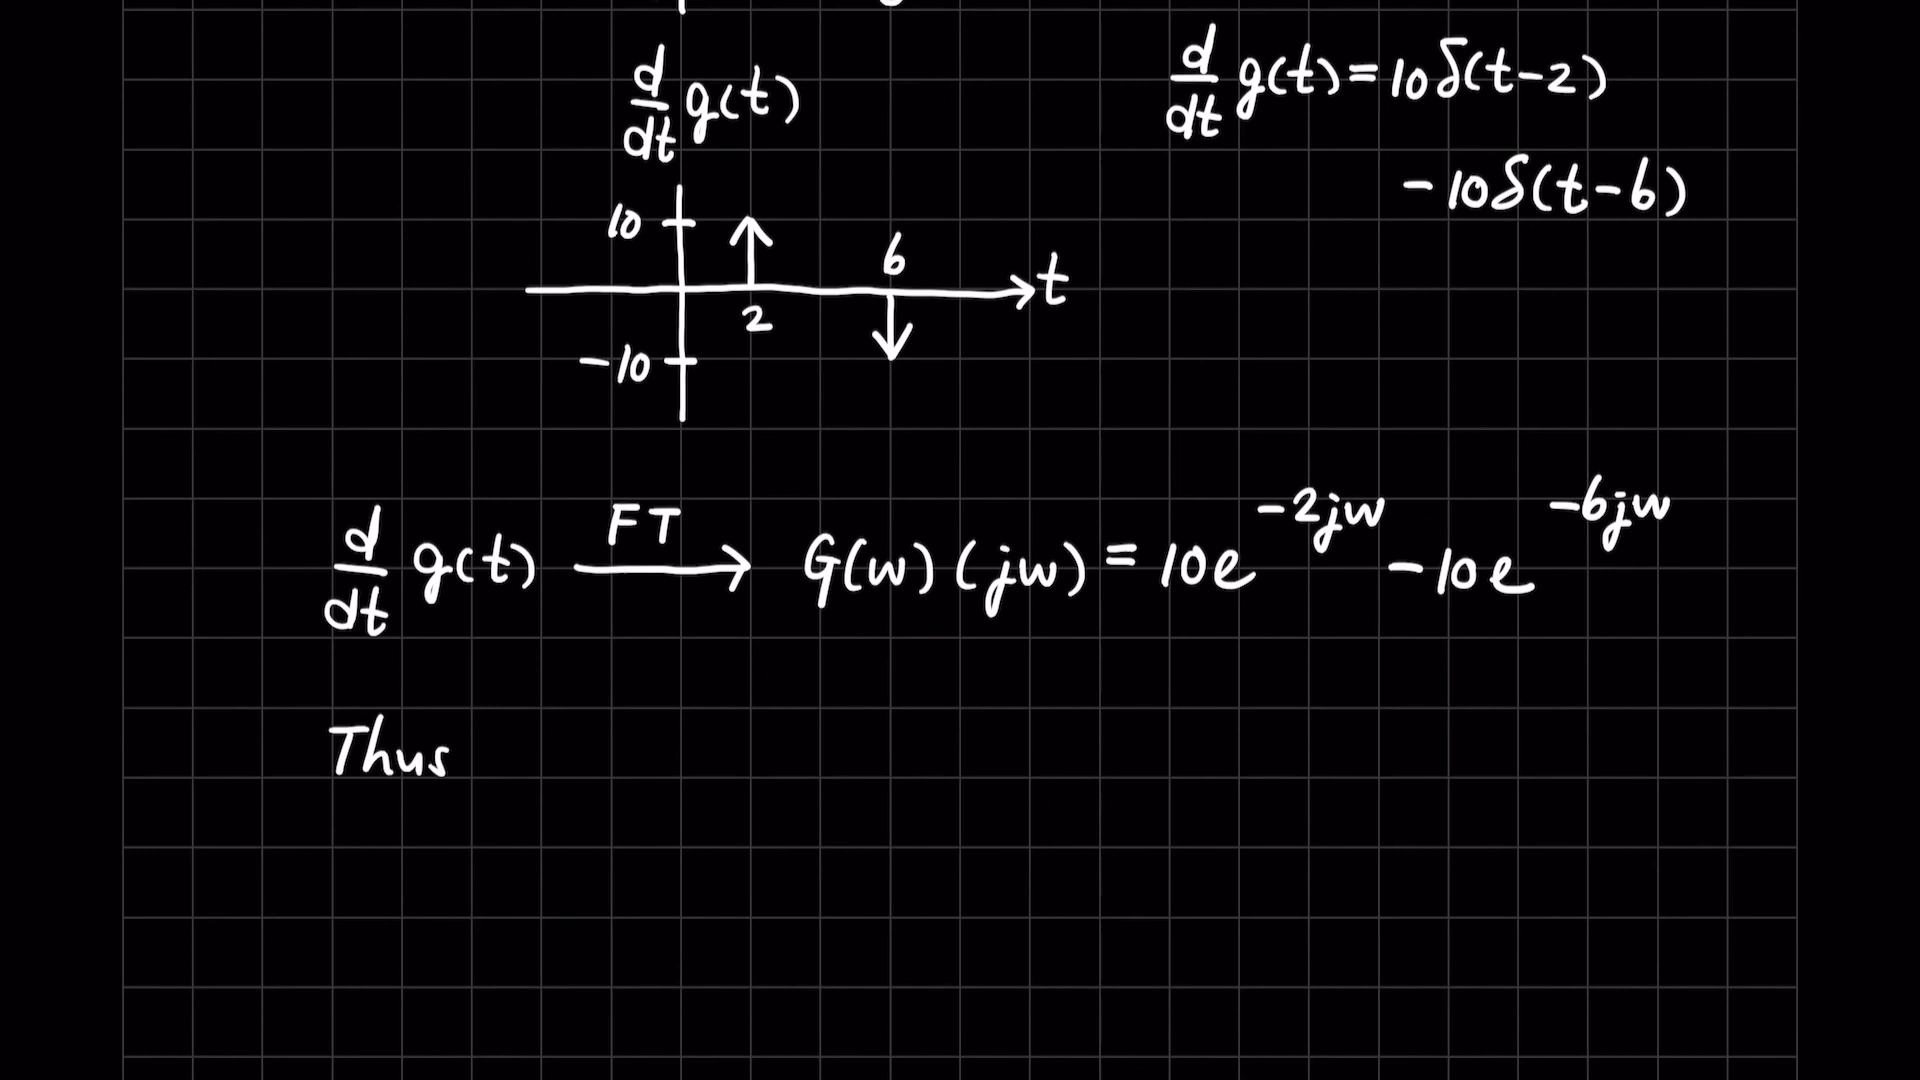 d/dt g(t)
d/dt g(t) = 10δ(t-2)
-10δ(t-6)
10
6
t
2
-10
d/dt g(t) FT → G(w)(jw) = 10e^{-2jw} - 10e^{-6jw}
Thus